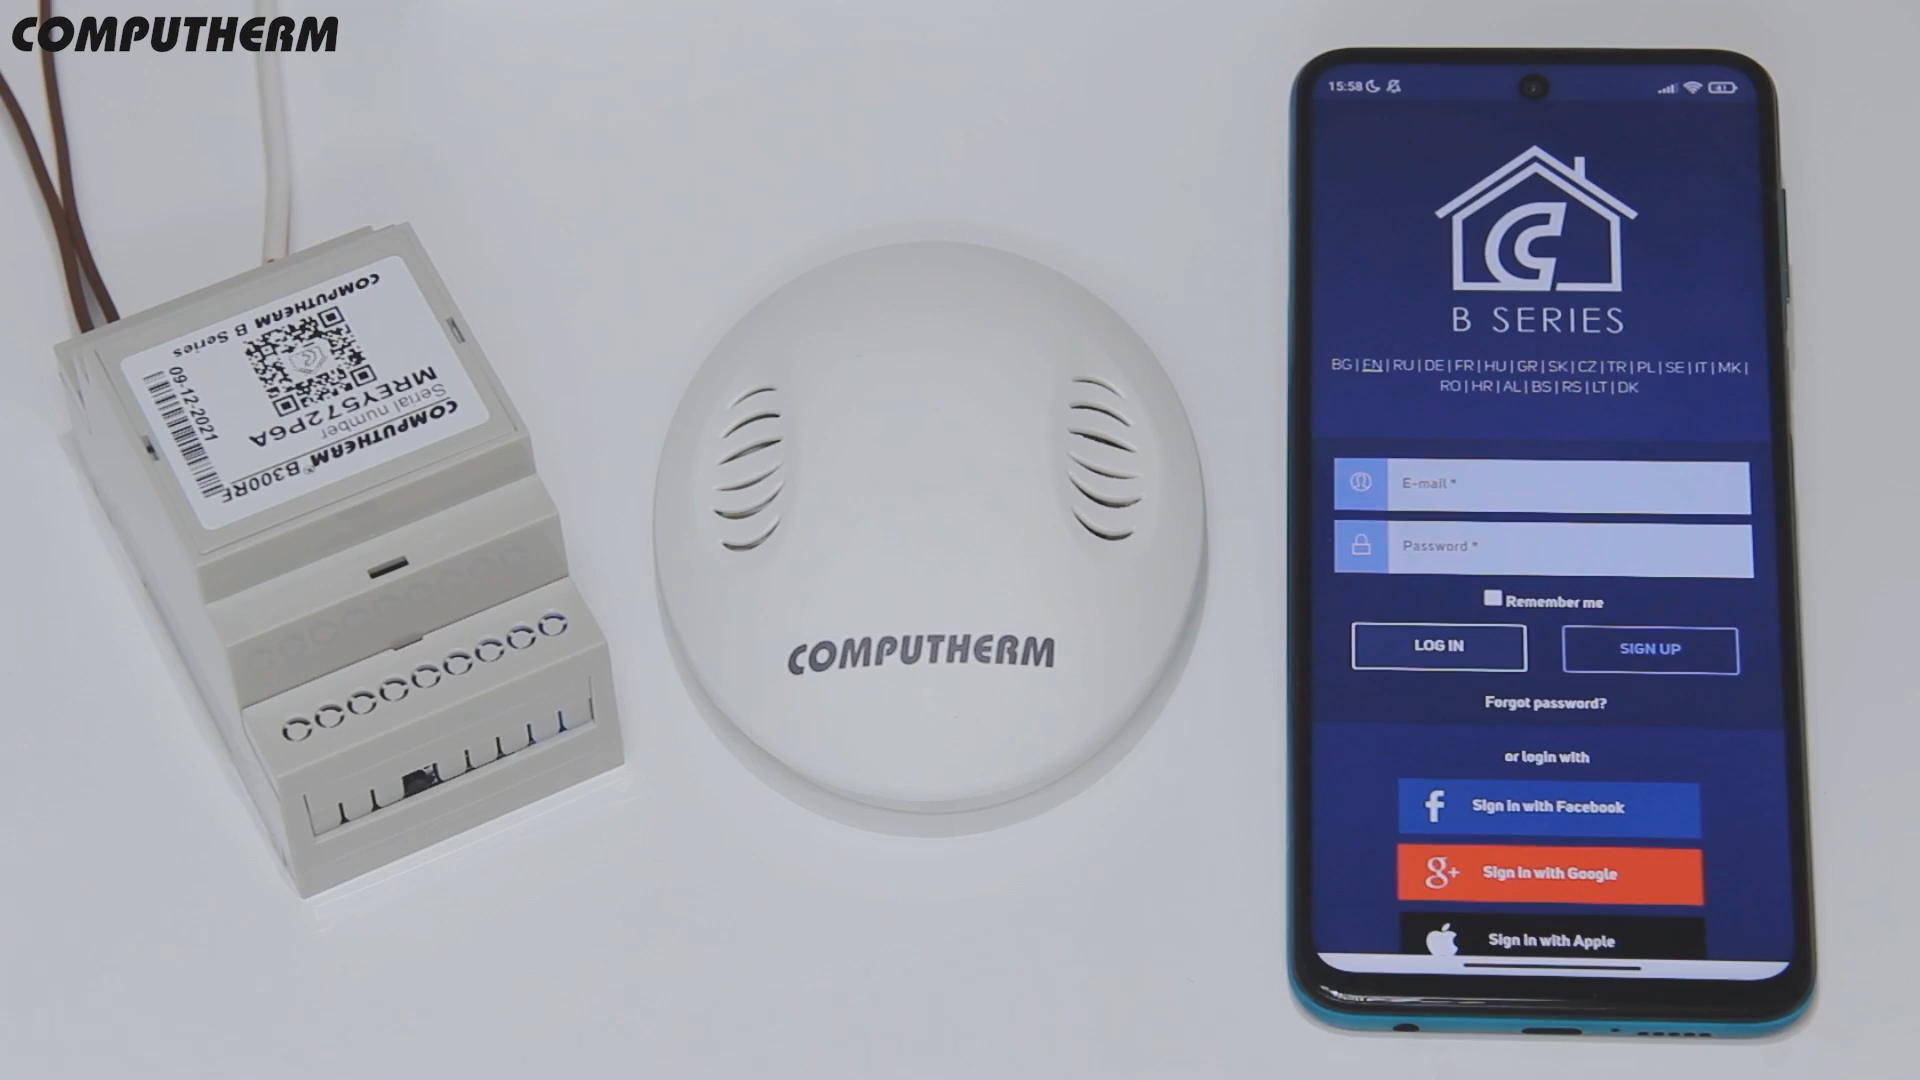 COMPUTHERM
COMPUTHERM® B300RF
Serial number
MREY572P6A
COMPUTHERM B Series
09-12-2021
COMPUTHERM
COMPUTHERM
15:58
41
B SERIES
BG | EN | RU | DE | FR | HU | GR | SK | CZ | TR | PL | SE | IT | MK |
RO | HR | AL | BS | RS | LT | DK
E-mail *
Password *
Remember me
LOG IN
SIGN UP
Forgot password?
or login with
f Sign in with Facebook
g+ Sign in with Google
Sign in with Apple